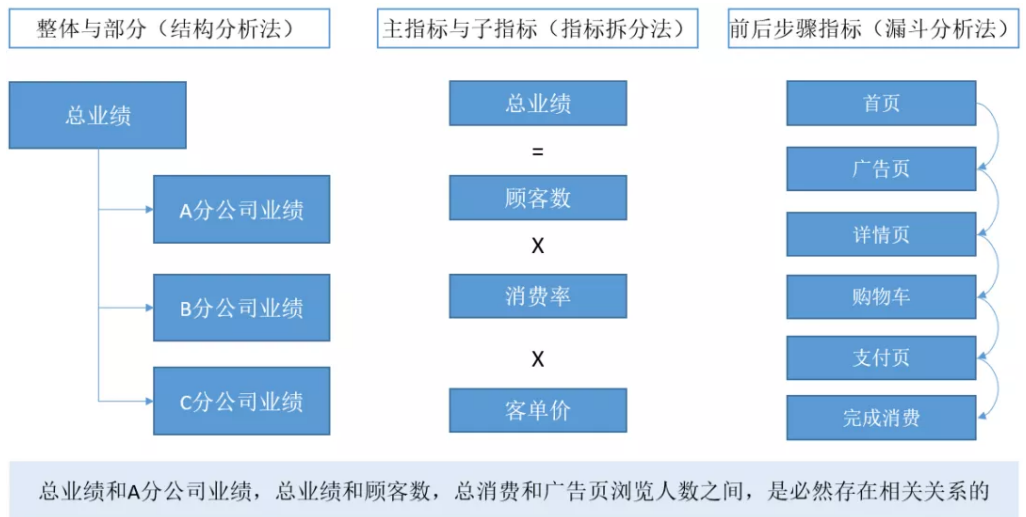 整体与部分（结构分析法）
总业绩
A分公司业绩
B分公司业绩
C分公司业绩
主指标与子指标（指标拆分法）
总业绩
=
顾客数
X
消费率
X
客单价
前后步骤指标（漏斗分析法）
首页
广告页
详情页
购物车
支付页
完成消费
总业绩和A分公司业绩，总业绩和顾客数，总消费和广告页浏览人数之间，是必然存在相关关系的